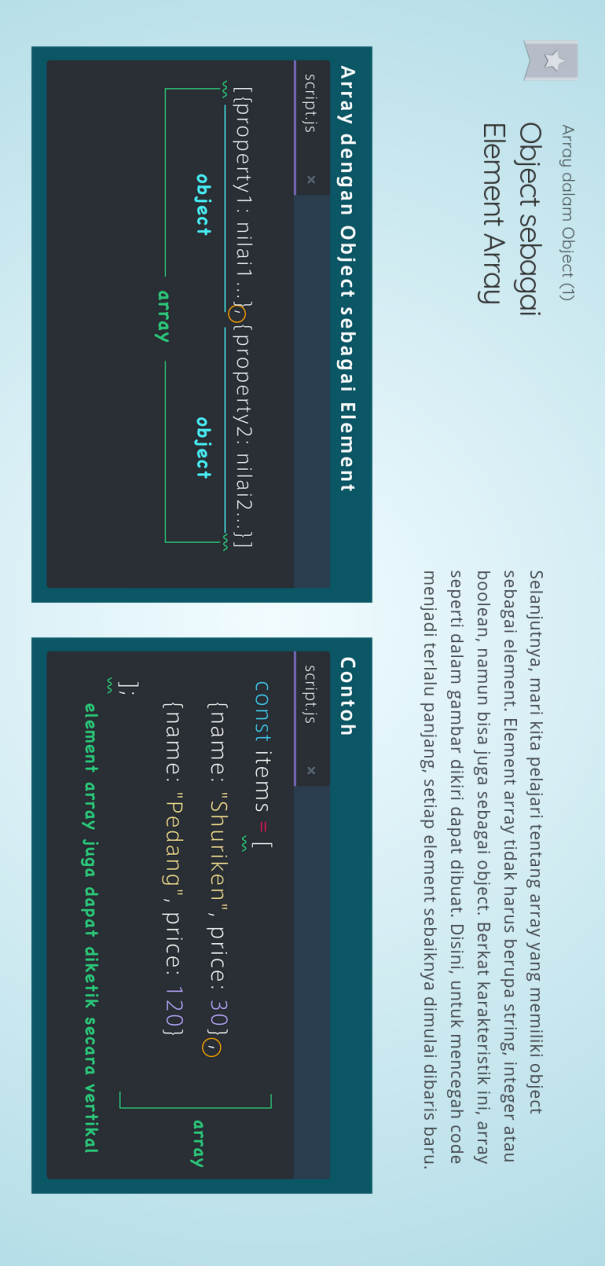 Array dalam Object (1)
Object sebagai
Element Array
Selanjutnya, mari kita pelajari tentang array yang memiliki object
sebagai element. Element array tidak harus berupa string, integer atau
boolean, namun bisa juga sebagai object. Berkat karakteristik ini, array
seperti dalam gambar dikiri dapat dibuat. Disini, untuk mencegah code
menjadi terlalu panjang, setiap element sebaiknya dimulai dibaris baru.
Array dengan Object sebagai Element
script.js ×
[{property1: nilai1...},{property2: nilai2...}]
object object
array
Contoh
script.js ×
const items = [
{name: "Shuriken", price: 30},
{name: "Pedang", price: 120}
];
array
element array juga dapat diketik secara vertikal